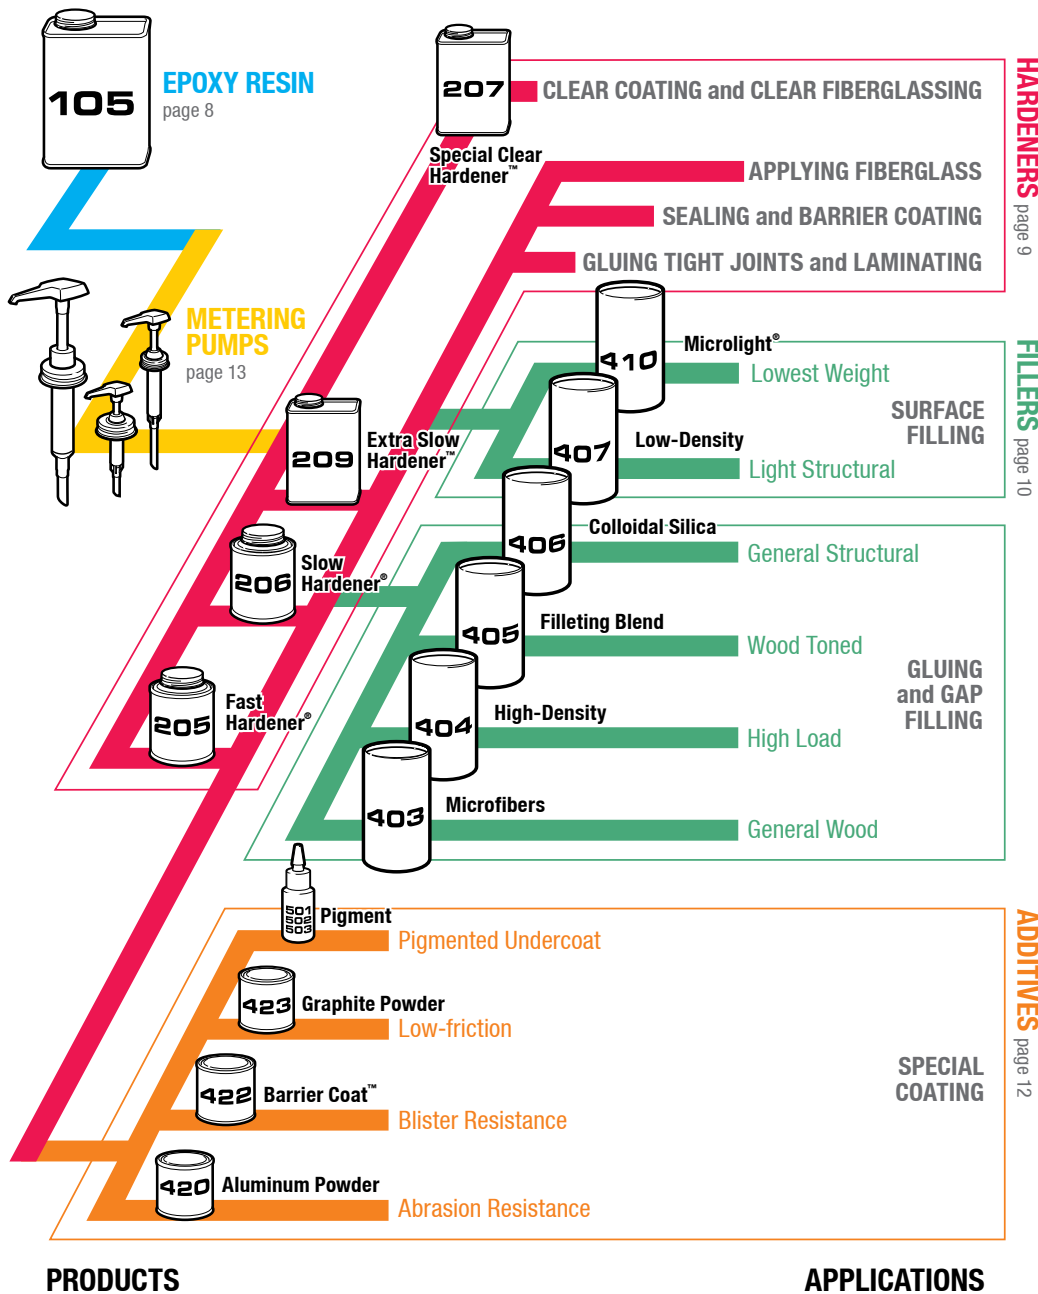 105
EPOXY RESIN
page 8
207
CLEAR COATING and CLEAR FIBERGLASSING
Special Clear
Hardener™
APPLYING FIBERGLASS
SEALING and BARRIER COATING
GLUING TIGHT JOINTS and LAMINATING
HARDENERS page 9
METERING
PUMPS
page 13
410
Microlight®
Lowest Weight
SURFACE
FILLING
407
Low-Density
Light Structural
FILLERS page 10
209
Extra Slow
Hardener™
406
Colloidal Silica
General Structural
206
Slow
Hardener®
405
Filleting Blend
Wood Toned
GLUING
and GAP
FILLING
205
Fast
Hardener®
404
High-Density
High Load
403
Microfibers
General Wood
501
502
503
Pigment
Pigmented Undercoat
ADDITIVES page 12
423
Graphite Powder
Low-friction
SPECIAL
COATING
422
Barrier Coat™
Blister Resistance
420
Aluminum Powder
Abrasion Resistance
PRODUCTS
APPLICATIONS